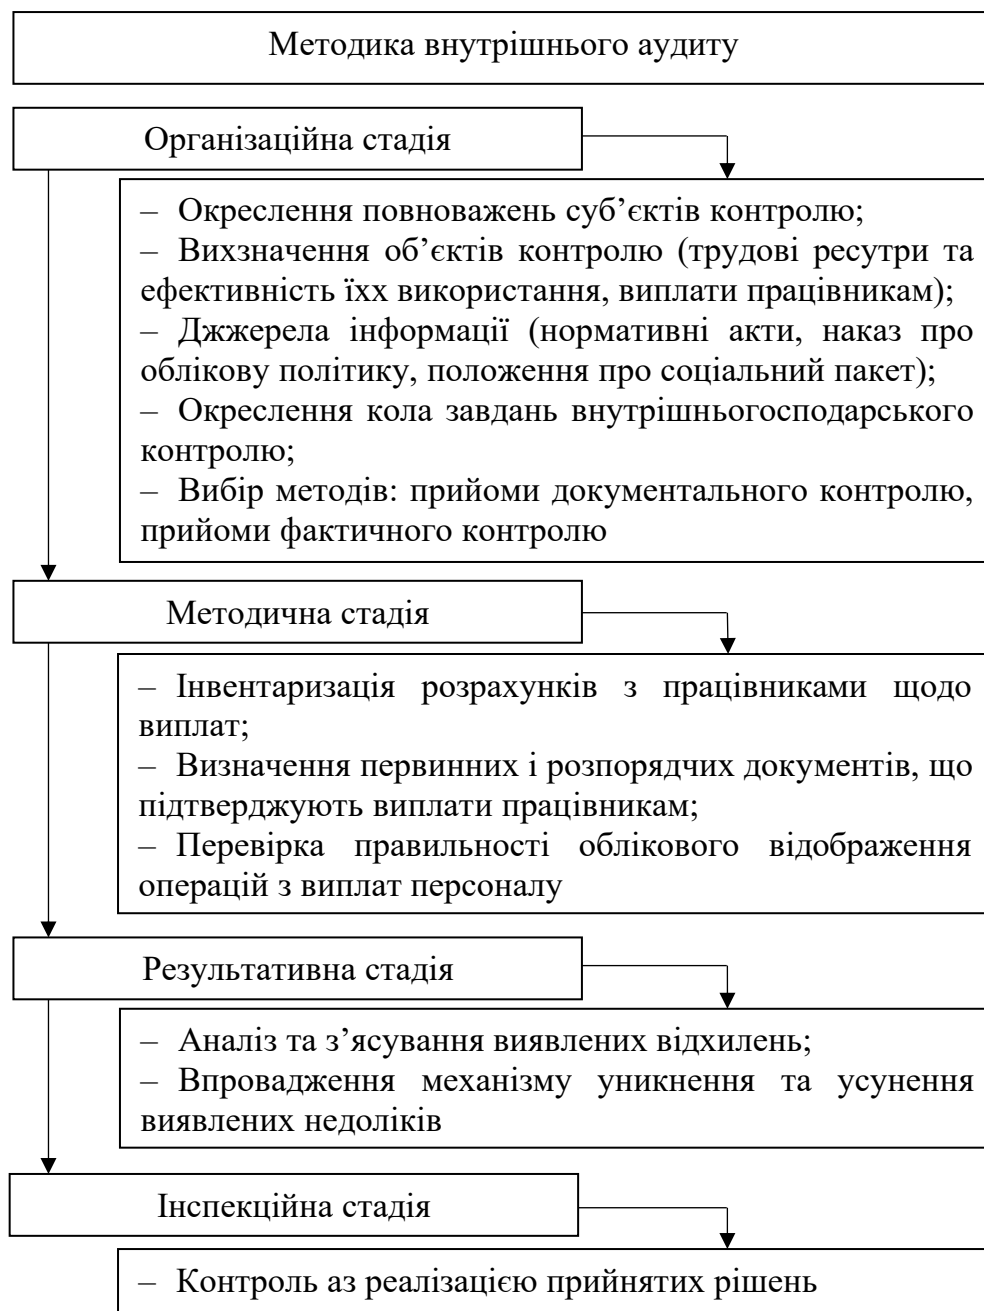 Методика внутрішнього аудиту
Організаційна стадія
– Окреслення повноважень суб’єктів контролю;
– Вихзначення об’єктів контролю (трудові ресутри та
ефективність їхх використання, виплати працівникам);
– Джжерела інформації (нормативні акти, наказ про
облікову політику, положення про соціальний пакет);
– Окреслення кола завдань внутрішньогосподарського
контролю;
– Вибір методів: прийоми документального контролю,
прийоми фактичного контролю
Методична стадія
– Інвентаризація розрахунків з працівниками щодо
виплат;
– Визначення первинних і розпорядчих документів, що
підтверджують виплати працівникам;
– Перевірка правильності облікового відображення
операцій з виплат персоналу
Результативна стадія
– Аналіз та з’ясування виявлених відхилень;
– Впровадження механізму уникнення та усунення
виявлених недоліків
Інспекційна стадія
– Контроль аз реалізацією прийнятих рішень